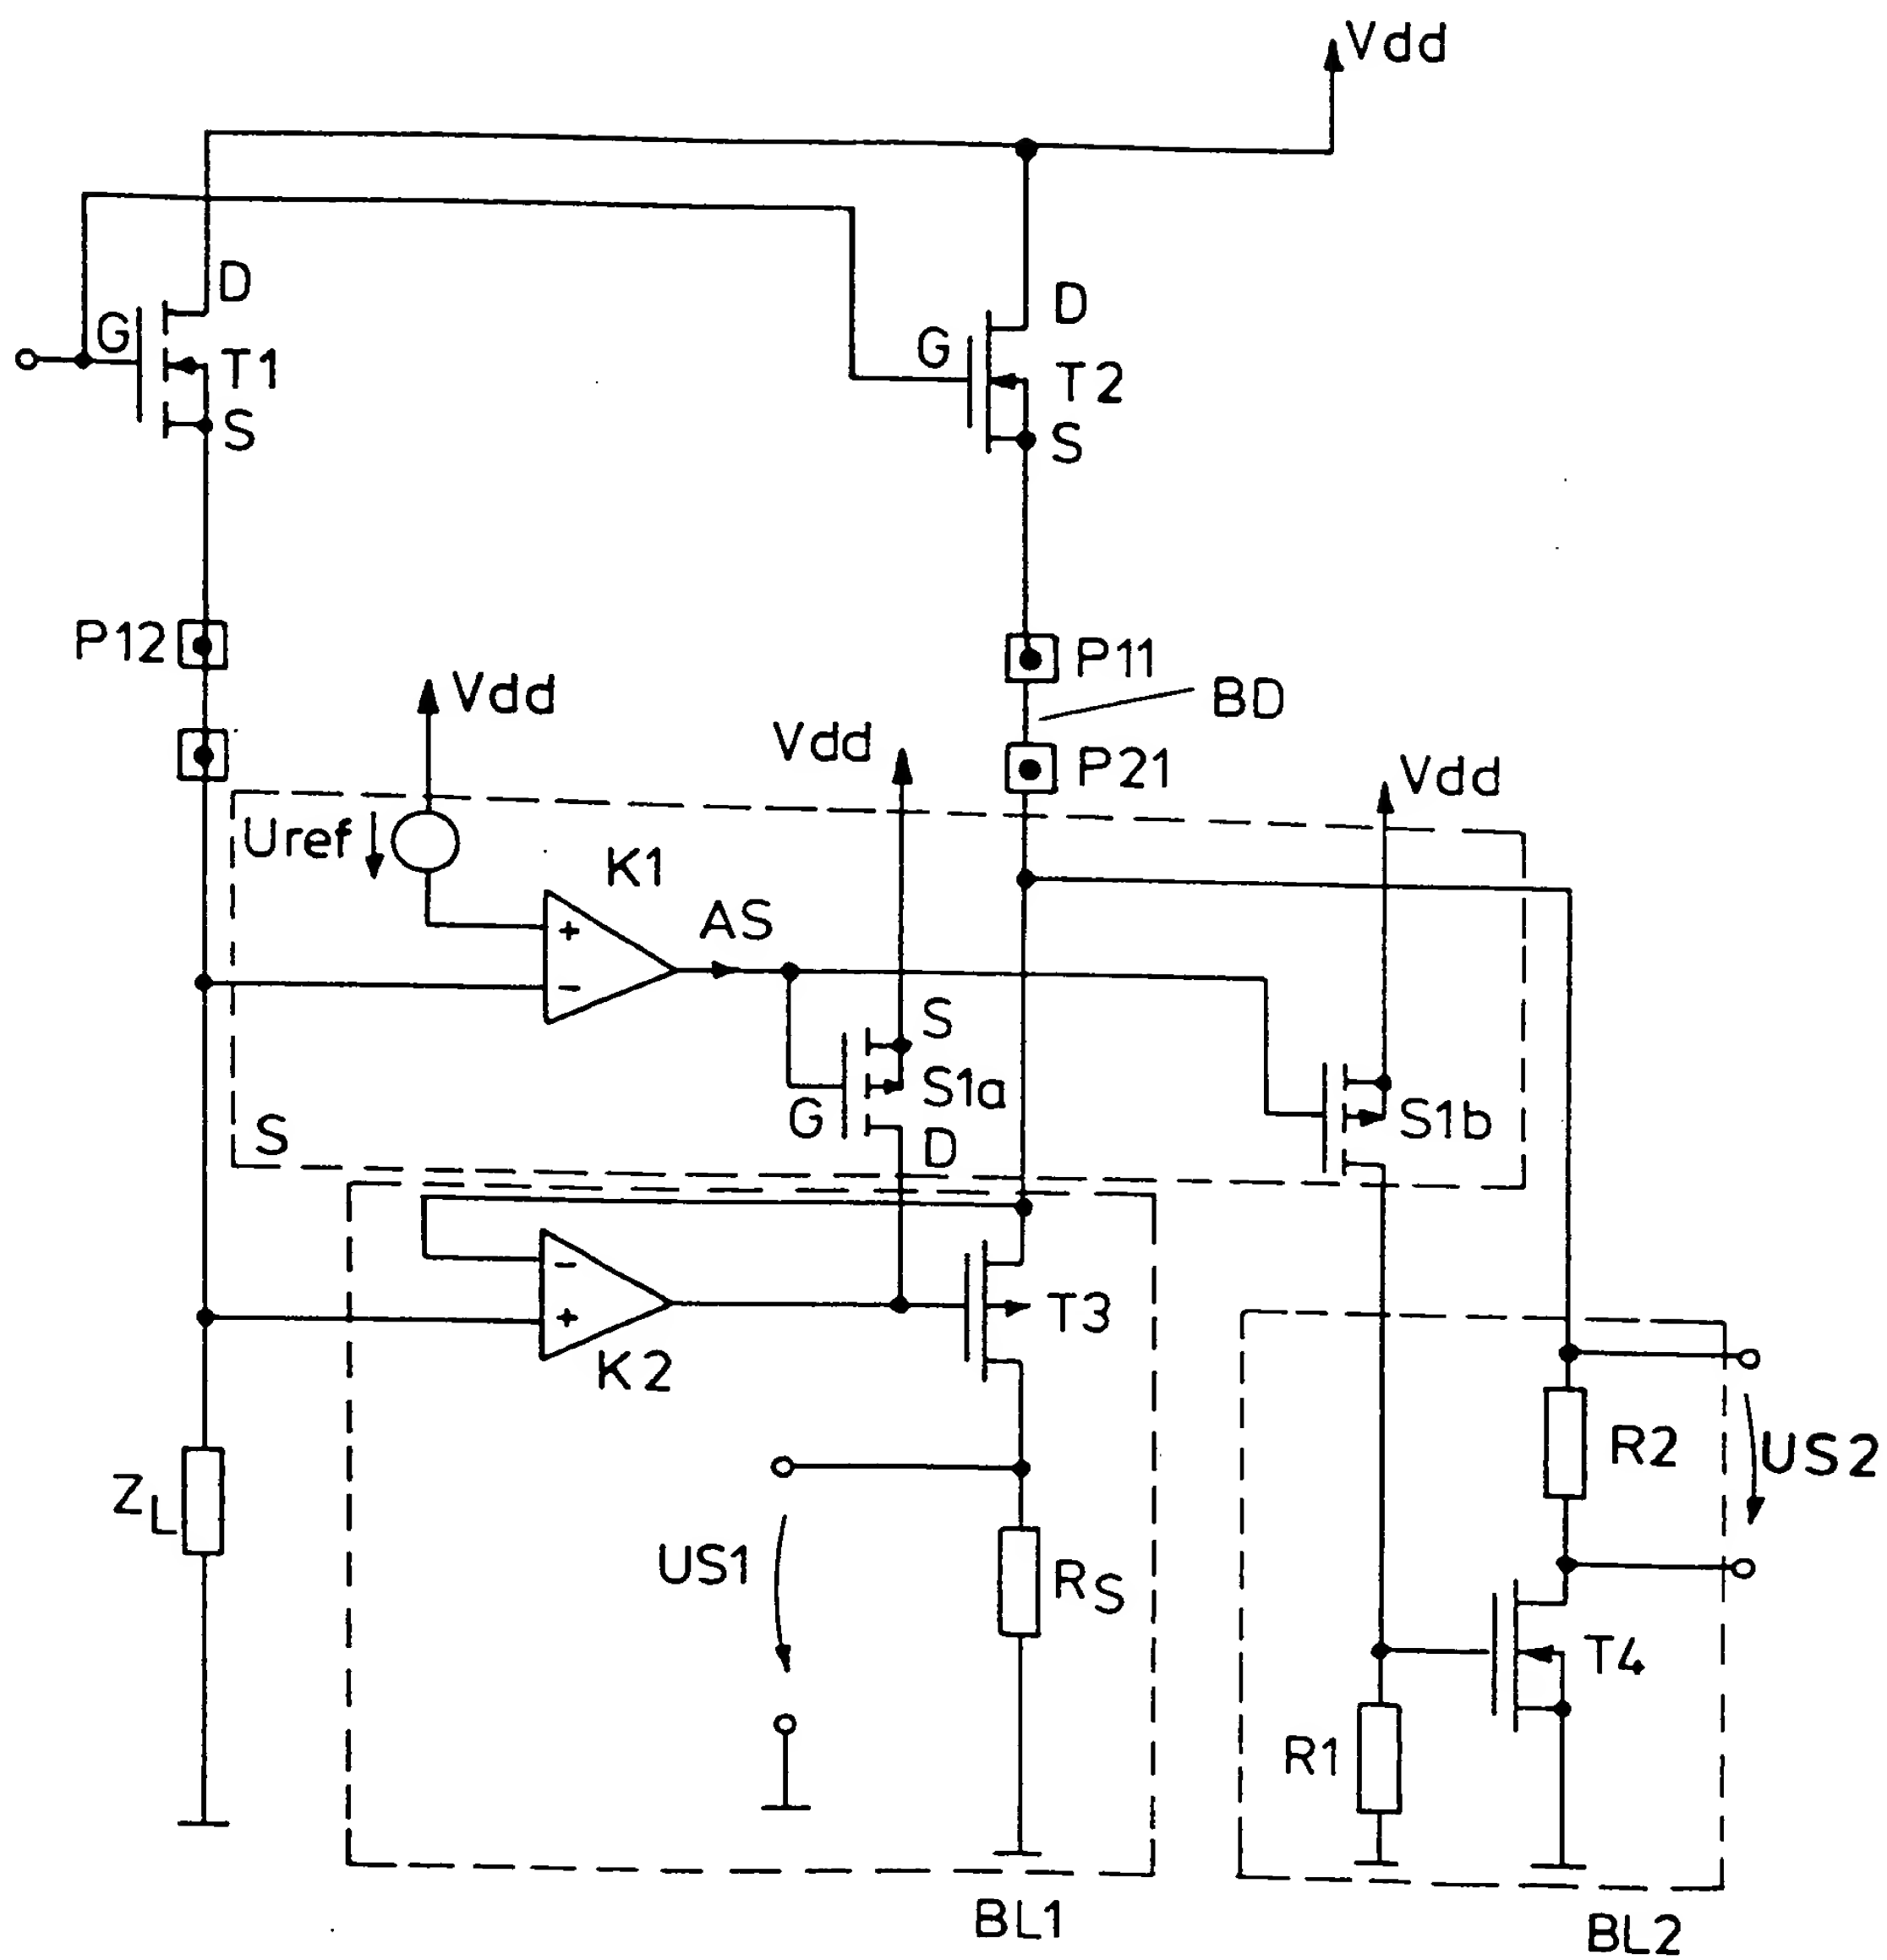 Vdd
D
G
T1
S
D
G
T2
S
P12
P11
BD
Vdd
Vdd
P21
Vdd
Uref
K1
+
-
AS
S
S1a
G
D
S1b
S
-
+
K2
T3
ZL
US1
RS
R2
US2
T4
R1
BL1
BL2